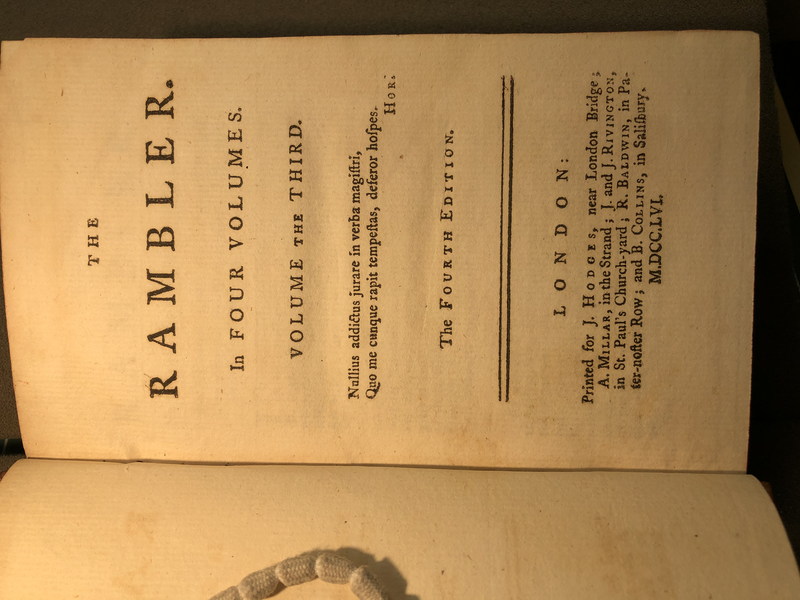 THE
RAMBLER.
In FOUR VOLUMES.
VOLUME THE THIRD.
Nullius addictus jurare in verba magiſtri,
Quo me cunque rapit tempeſtas, deferor hoſpes.
HOR.
The FOURTH EDITION.
LONDON:
Printed for J. HODGES, near London Bridge;
A. MILLAR, in the Strand; J. and J. RIVINGTON,
in St. Paul's Church-yard; R. BALDWIN, in Pa-
ter-noſter Row; and B. COLLINS, in Saliſbury.
M.DCC.LVI.